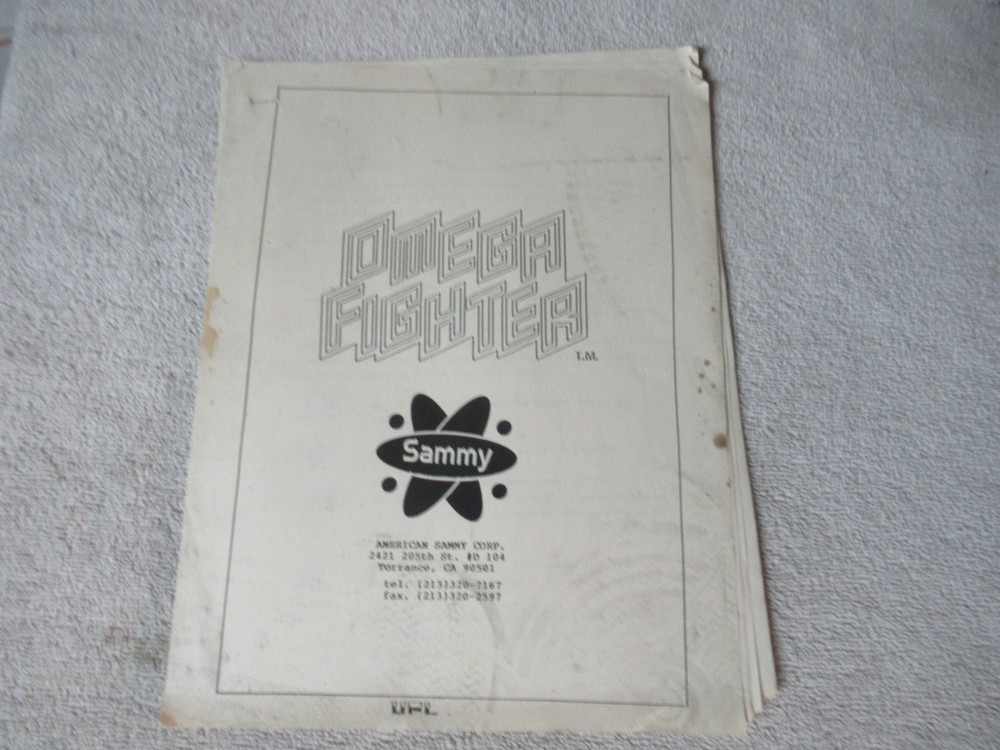 OMEGA
FIGHTER
T.M.
Sammy
AMERICAN SAMMY CORP.
2421 205th St. #D 104
Torrance, CA 90501
tel. (213)320-7167
fax. (213)320-2597
UPL